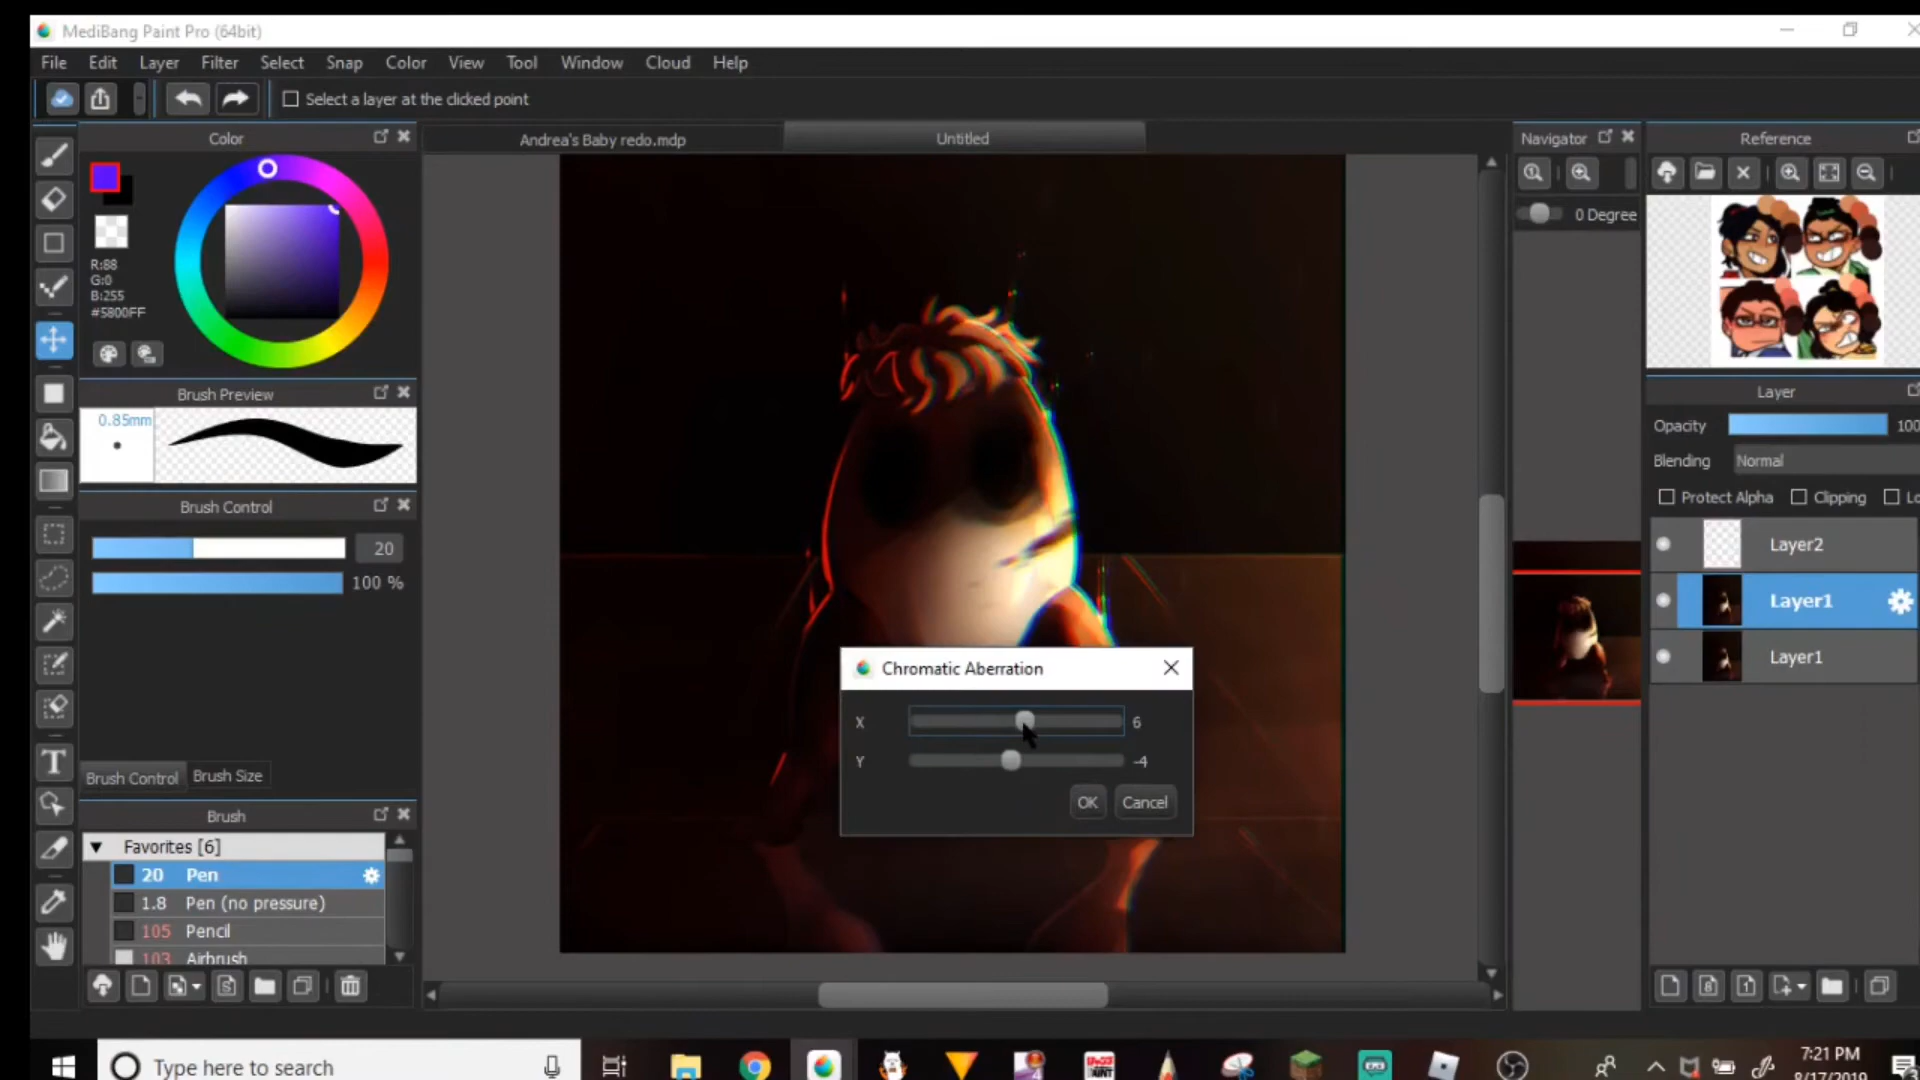 MediBang Paint Pro (64bit)
File Edit Layer Filter Select Snap Color View Tool Window Cloud Help
Select a layer at the clicked point
Color
Andrea's Baby redo.mdp
Untitled
Navigator
Reference
0 Degree
R:88
G:0
B:255
#5800FF
Brush Preview
0.85mm
Brush Control
20
100 %
Layer
Opacity 100
Blending Normal
Protect Alpha Clipping Lo
Layer2
Layer1
Layer1
Chromatic Aberration
X 6
Y -4
OK Cancel
Brush Control Brush Size
Brush
Favorites [6]
20 Pen
1.8 Pen (no pressure)
105 Pencil
103 Airbrush
Type here to search
7:21 PM
8/17/2019